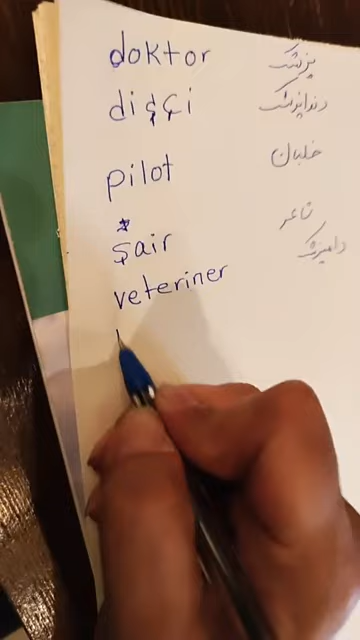 doktor پزشک
dişçi دندانپزشک
pilot خلبان
şair شاعر
veteriner دامپزشک